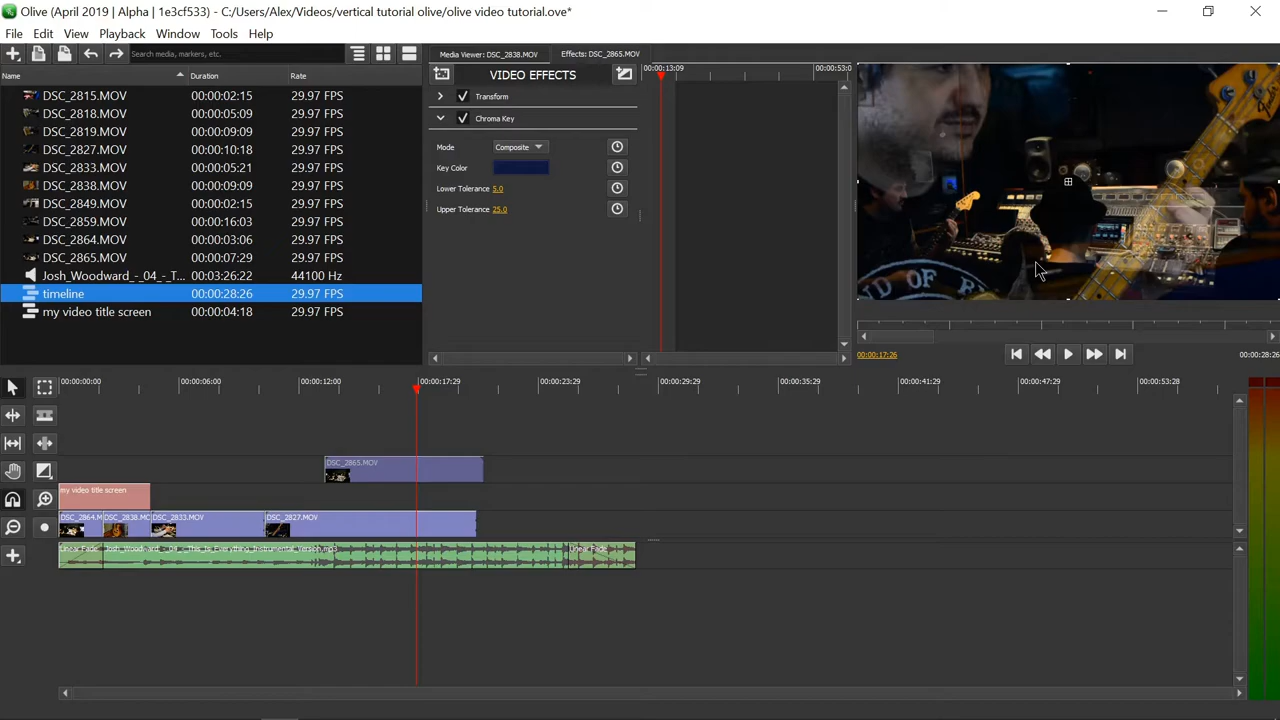 Olive (April 2019 | Alpha | 1e3cf533) - C:/Users/Alex/Videos/vertical tutorial olive/olive video tutorial.ove*
File Edit View Playback Window Tools Help
Search media, markers, etc.
Media Viewer: DSC_2838.MOV Effects: DSC_2865.MOV
Name Duration Rate
DSC_2815.MOV 00:00:02:15 29.97 FPS
DSC_2818.MOV 00:00:05:09 29.97 FPS
DSC_2819.MOV 00:00:09:09 29.97 FPS
DSC_2827.MOV 00:00:10:18 29.97 FPS
DSC_2833.MOV 00:00:05:21 29.97 FPS
DSC_2838.MOV 00:00:09:09 29.97 FPS
DSC_2849.MOV 00:00:02:15 29.97 FPS
DSC_2859.MOV 00:00:16:03 29.97 FPS
DSC_2864.MOV 00:00:03:06 29.97 FPS
DSC_2865.MOV 00:00:07:29 29.97 FPS
Josh_Woodward_-_04_-_T... 00:03:26:22 44100 Hz
timeline 00:00:28:26 29.97 FPS
my video title screen 00:00:04:18 29.97 FPS
VIDEO EFFECTS
00:00:13:09 00:00:53:0
Transform
Chroma Key
Mode Composite
Key Color
Lower Tolerance 5.0
Upper Tolerance 25.0
Fender
ND OF R
00:00:17:26 00:00:28:26
00:00:00:00 00:00:06:00 00:00:12:00 00:00:17:29 00:00:23:29 00:00:29:29 00:00:35:29 00:00:41:29 00:00:47:29 00:00:53:28
DSC_2865.MOV
my video title screen
DSC_2864.M DSC_2838.MO DSC_2833.MOV DSC_2827.MOV
Linear Fade Josh_Woodward_-_04_-_This_Is_Everything_Instrumental_Version.mp3 Linear Fade